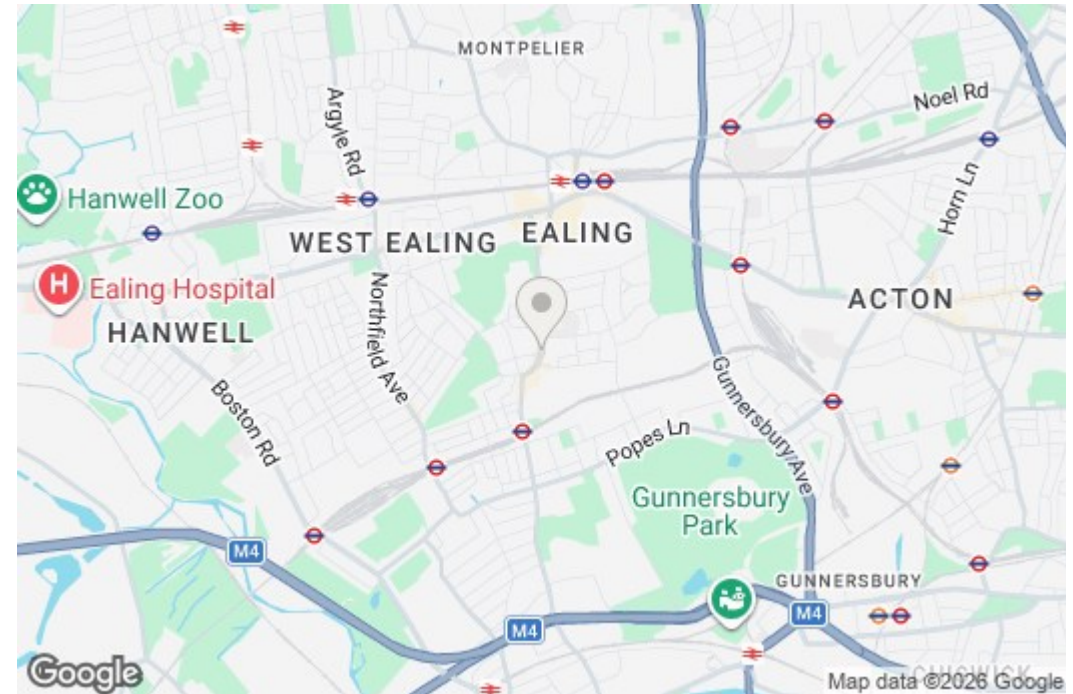 MONTPELIER
Noel Rd
Argyle Rd
Horn Ln
Hanwell Zoo
WEST EALING
EALING
H
Ealing Hospital
ACTON
HANWELL
Northfield Ave
Gunnersbury Ave
Boston Rd
Popes Ln
Gunnersbury
Park
M4
GUNNERSBURY
M4
M4
CHISWICK
Google
Map data ©2026 Google